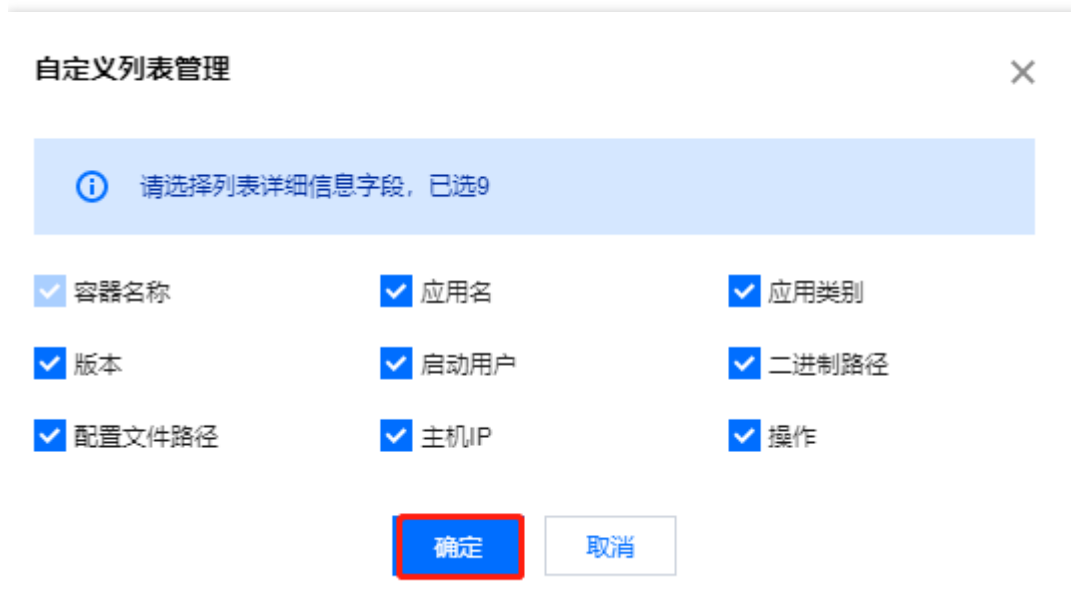 自定义列表管理
请选择列表详细信息字段，已选9
容器名称
应用名
应用类别
版本
启动用户
二进制路径
配置文件路径
主机IP
操作
确定
取消